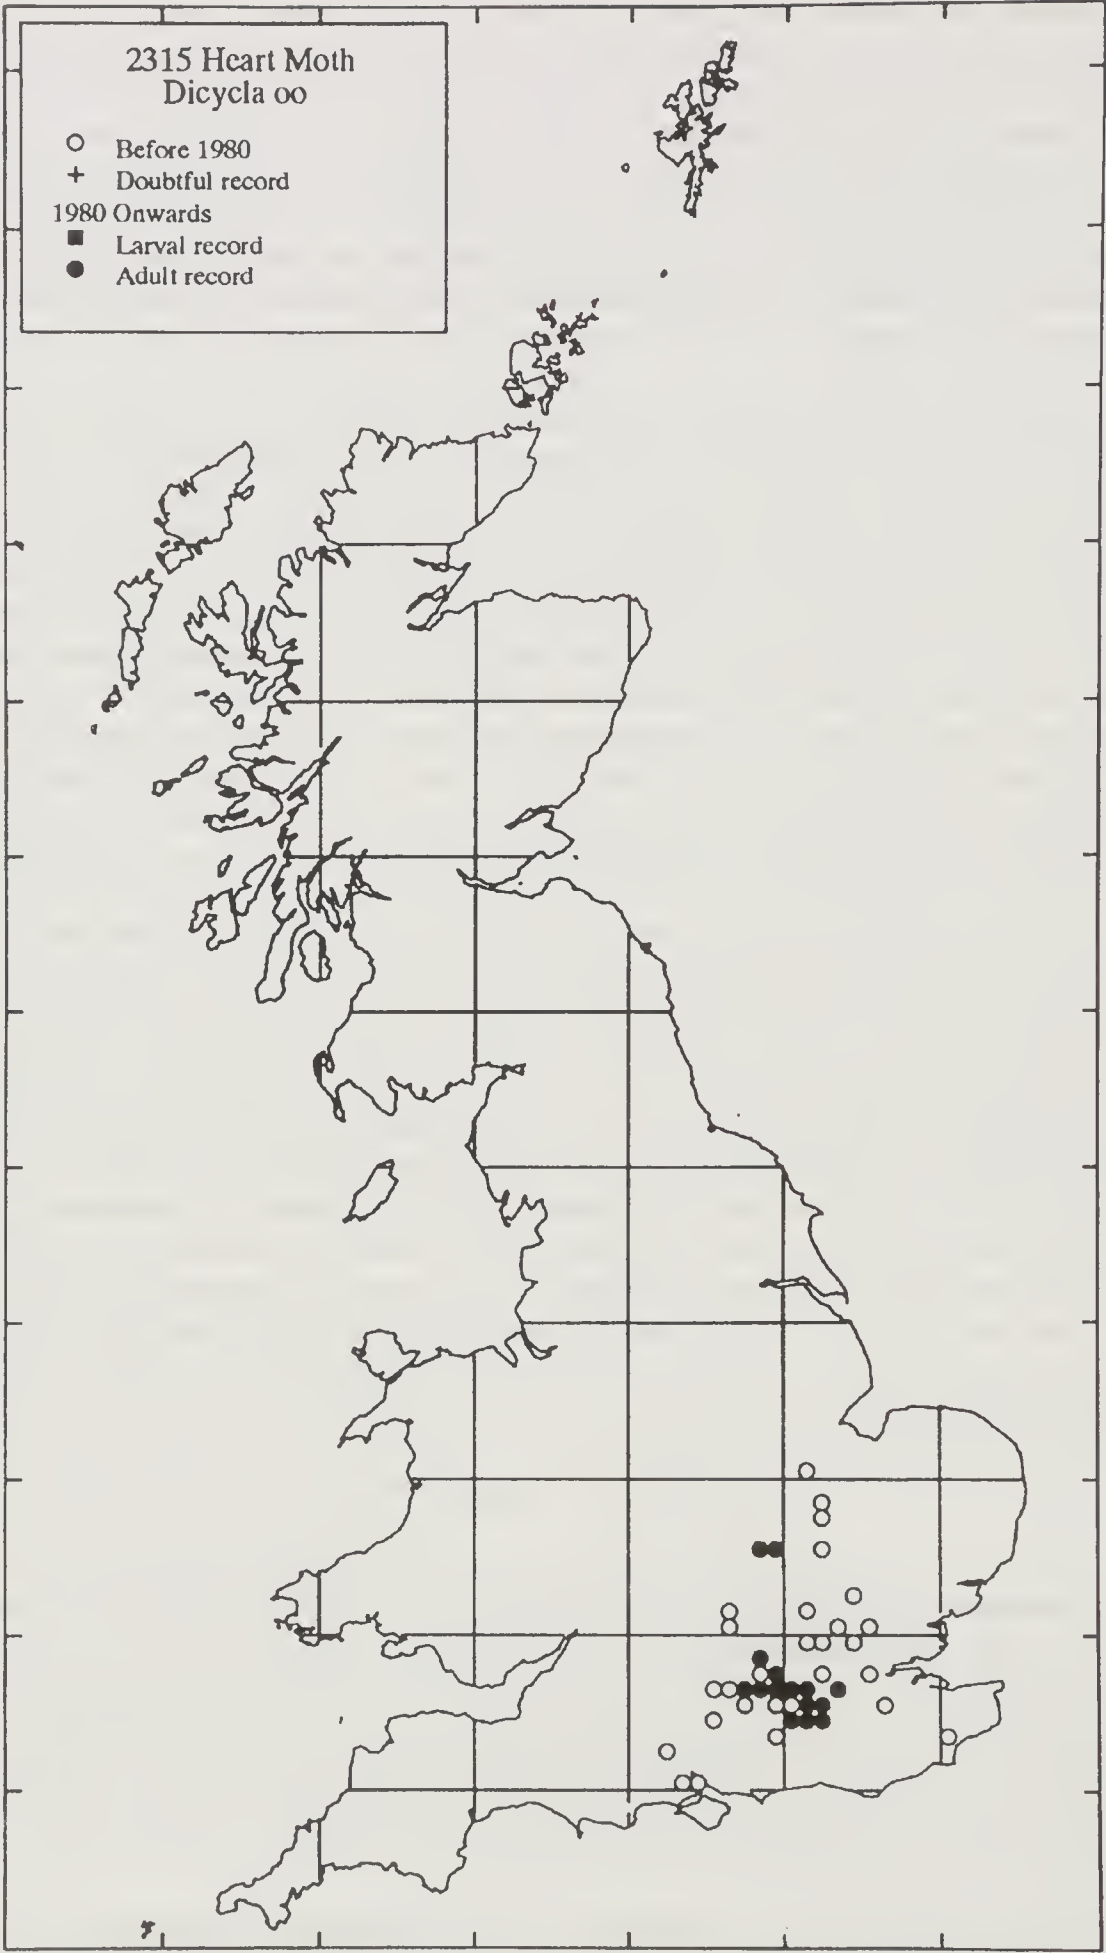 2315 Heart Moth
Dicycla oo
○ Before 1980
+ Doubtful record
1980 Onwards
■ Larval record
● Adult record